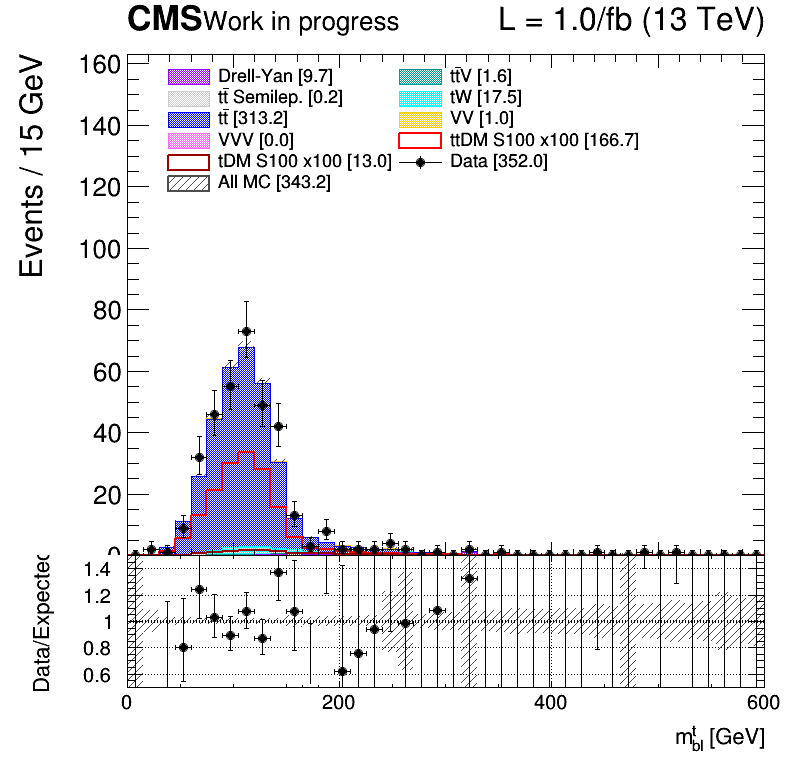 CMS Work in progress L = 1.0/fb (13 TeV)
Events / 15 GeV
160
140
120
100
80
60
40
20
0
Drell-Yan [9.7] tt̄V [1.6]
tt̄ Semilep. [0.2] tW [17.5]
tt̄ [313.2] VV [1.0]
VVV [0.0] ttDM S100 x100 [166.7]
tDM S100 x100 [13.0] Data [352.0]
All MC [343.2]
Data/Expected
1.4
1.2
1
0.8
0.6
0 200 400 600
m^t_bl [GeV]